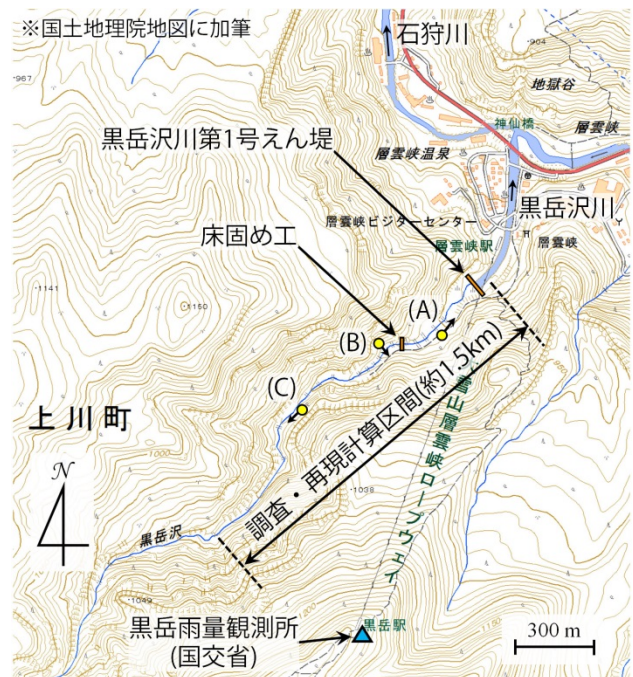 ※国土地理院地図に加筆
石狩川
・904
・967
地獄谷
神仙橋
黒岳沢川第1号えん堤
層雲峡温泉
層雲峡
黒岳沢川
層雲峡ビジターセンター
床固め工
層雲峡駅
層雲峡
・1141
・1160
(A)
(B)
(C)
上川町
1000
雪山層雲峡ロープウェイ
調査・再現計算区間(約1.5km)
N
・1038
黒岳沢
・1049
1200
黒岳雨量観測所
(国交省)
黒岳駅
300 m